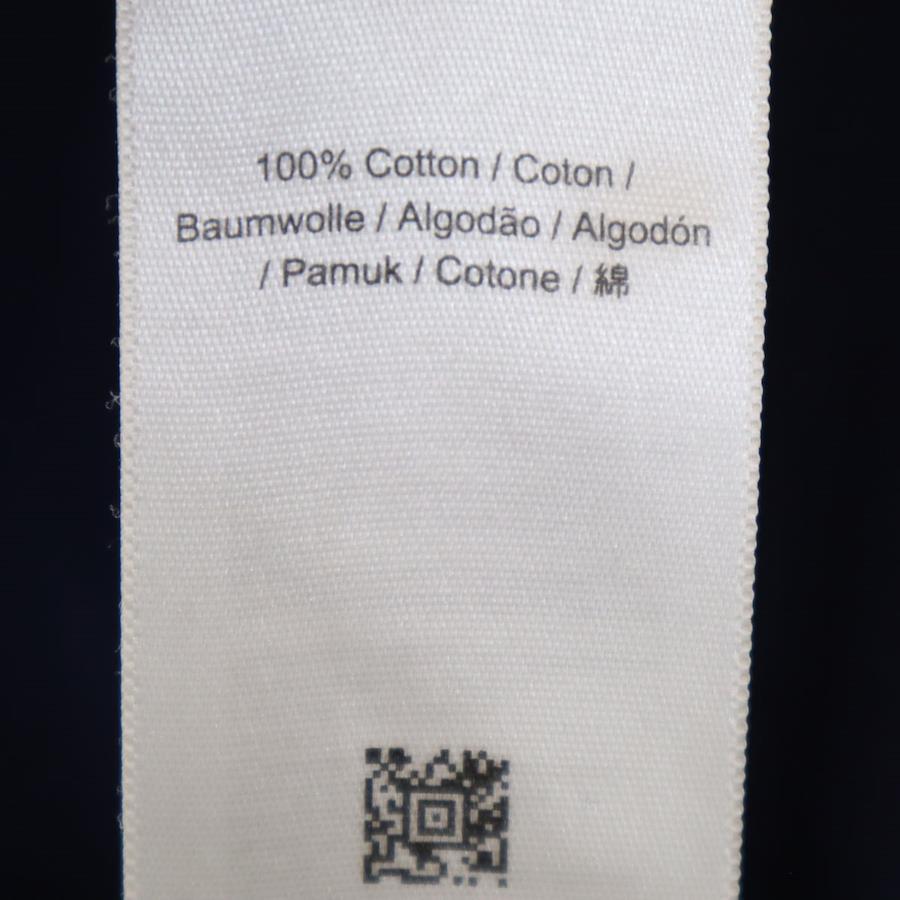 100% Cotton / Coton /
Baumwolle / Algodão / Algodón
/ Pamuk / Cotone / 綿